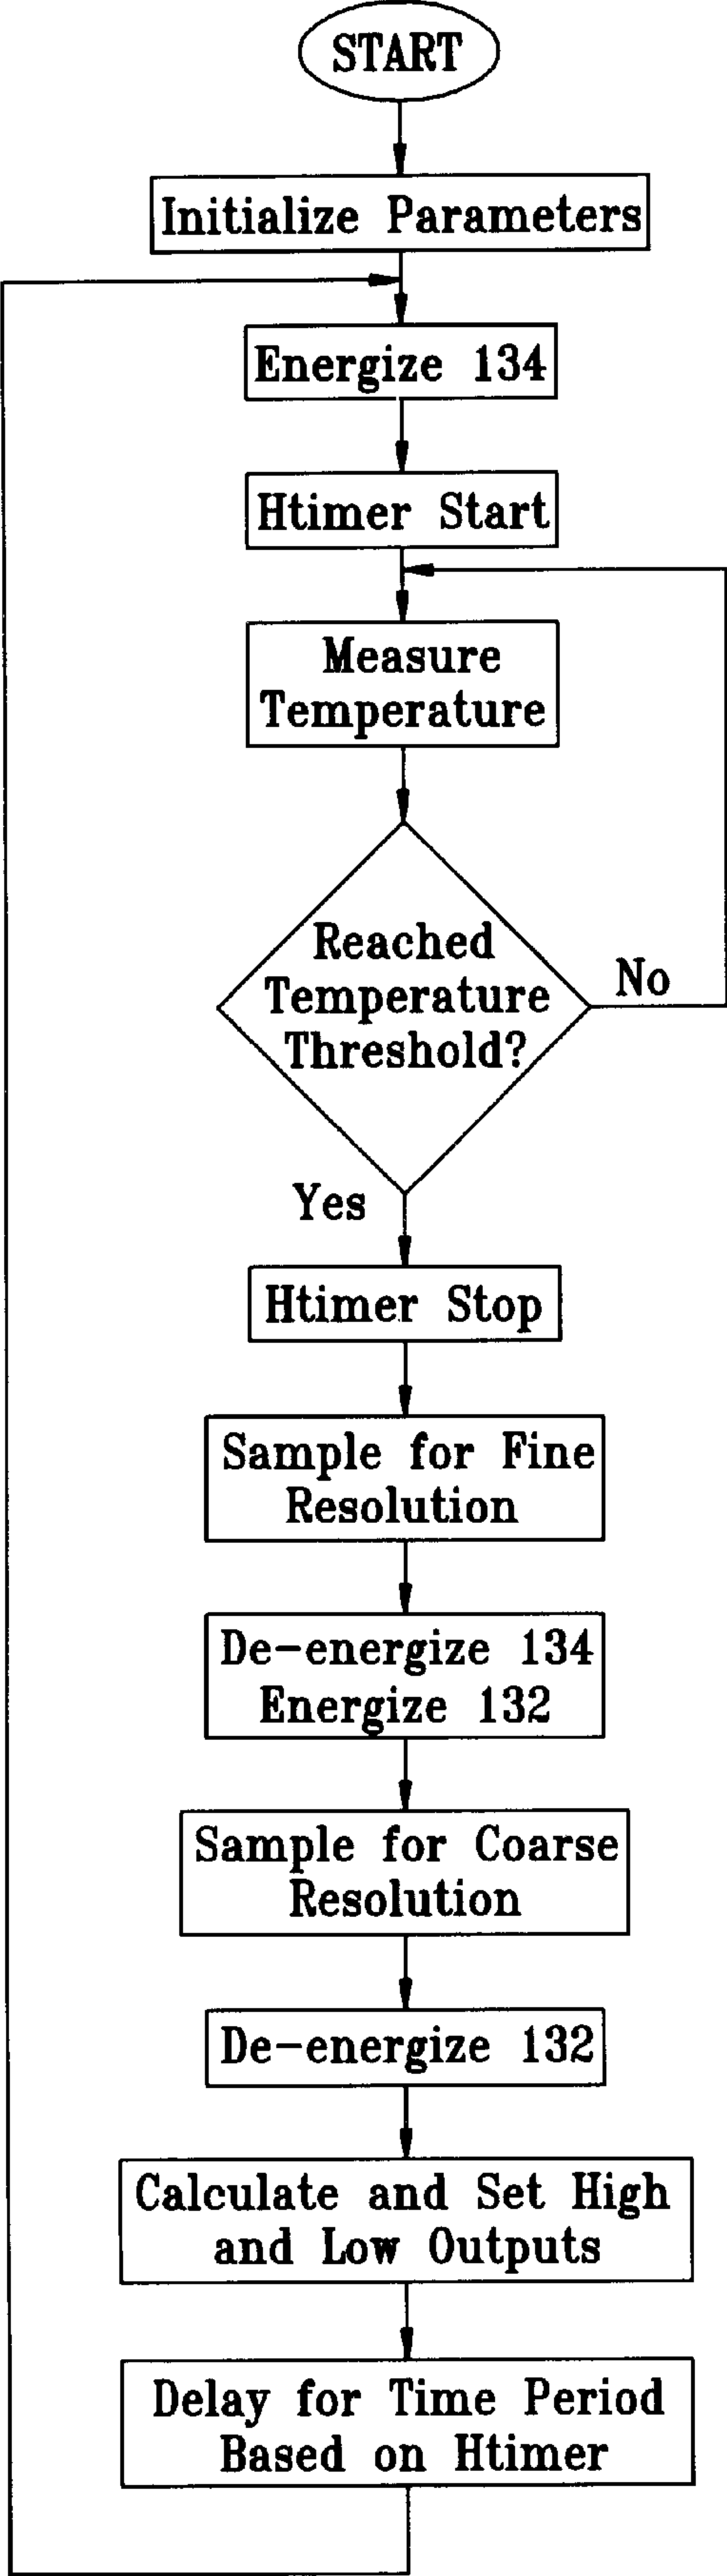 START
Initialize Parameters
Energize 134
Htimer Start
Measure
Temperature
Reached
Temperature
Threshold?
No
Yes
Htimer Stop
Sample for Fine
Resolution
De-energize 134
Energize 132
Sample for Coarse
Resolution
De-energize 132
Calculate and Set High
and Low Outputs
Delay for Time Period
Based on Htimer